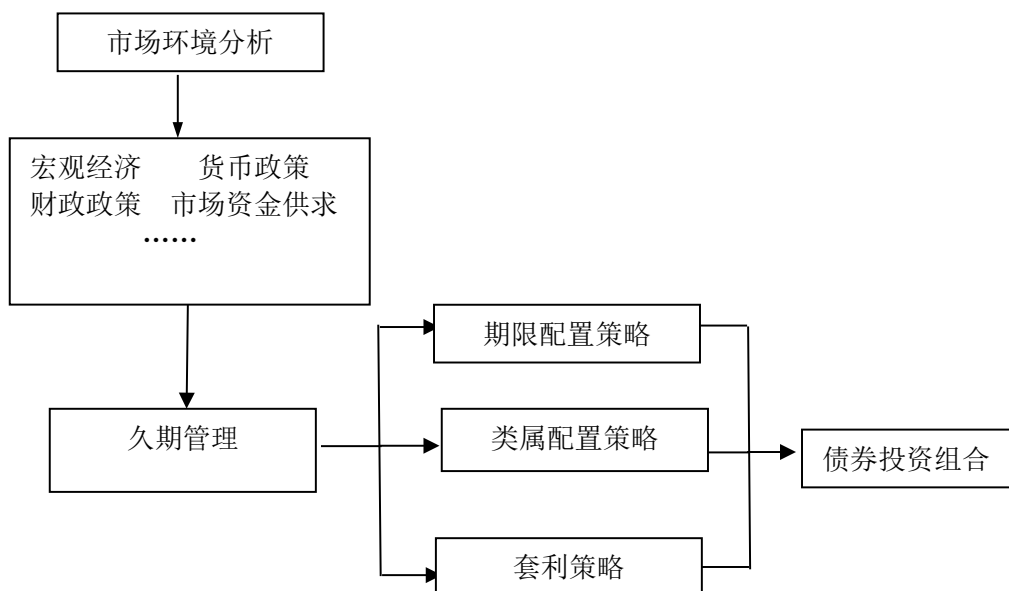 市场环境分析
宏观经济 货币政策
财政政策 市场资金供求
……
期限配置策略
久期管理
类属配置策略
债券投资组合
套利策略